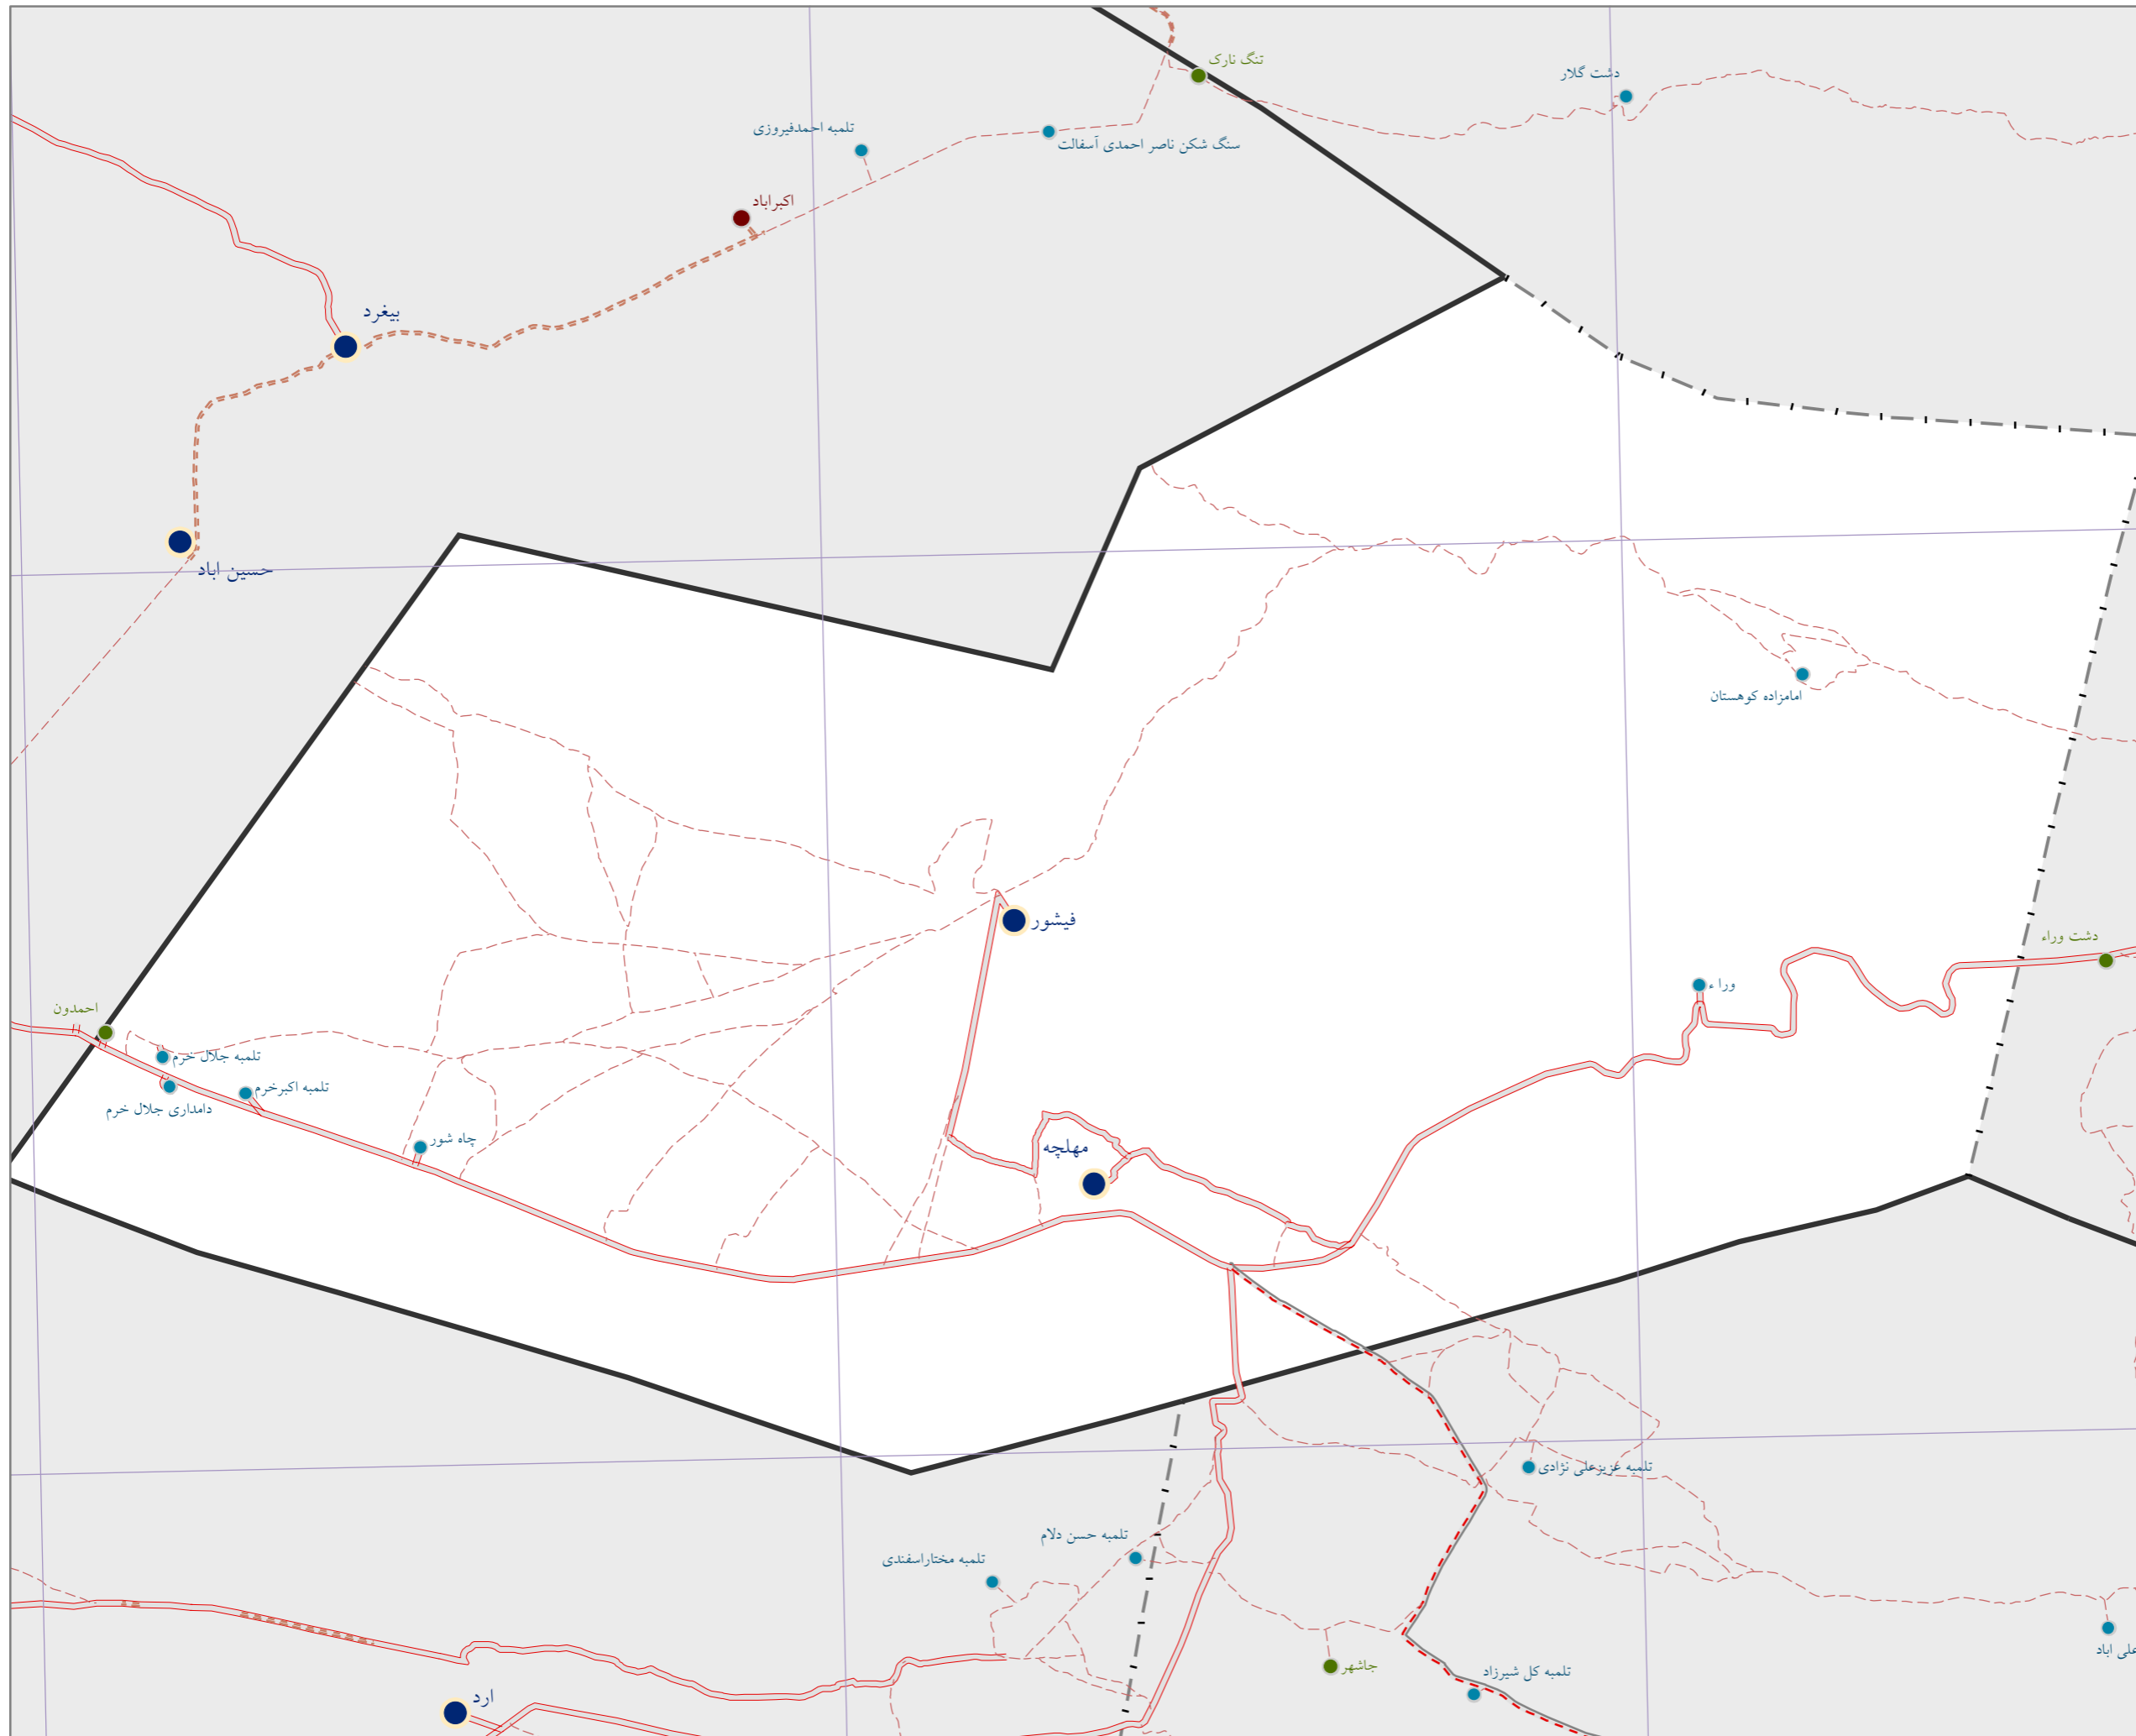 تنگ نارک
دشت گلار
تلمبه احمدفیروزی
سنگ شکن ناصر احمدی آسفالت
اکبراباد
بیغرد
حسین اباد
امامزاده کوهستان
فیشور
دشت وراء
ورا ء
احمدون
تلمبه جلال خرم
تلمبه اکبرخرم
دامداری جلال خرم
چاه شور
مهلچه
تلمبه عزیزعلی نژادی
تلمبه حسن دلام
تلمبه مختاراسفندی
علی اباد
جاشهر
تلمبه کل شیرزاد
ارد